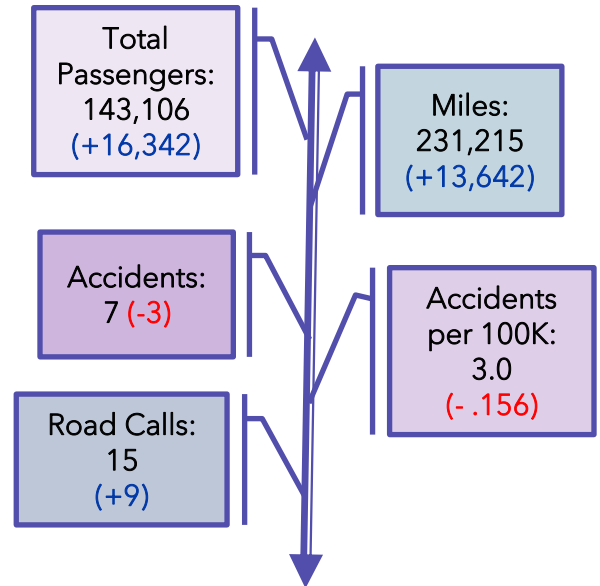 Total
Passengers:
143,106
(+16,342)
Miles:
231,215
(+13,642)
Accidents:
7 (-3)
Accidents
per 100K:
3.0
(- .156)
Road Calls:
15
(+9)